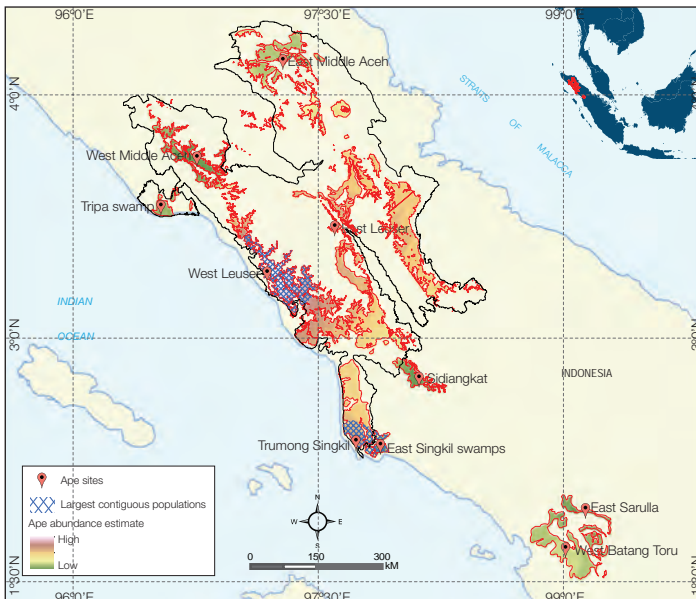 96°0'E 97°30'E 99°0'E
4°0'N
East Middle Aceh
STRAITS OF MALACCA
West Middle Aceh
Tripa swamp
East Leuser
West Leuser
INDIAN
OCEAN
3°0'N
Sidiangkat
INDONESIA
Trumong Singkil
East Singkil swamps
Ape sites
Largest contiguous populations
Ape abundance estimate
High
Low
N
W E
S
0 150 300
kM
East Sarulla
West Batang Toru
1°30'N
96°0'E 97°30'E 99°0'E